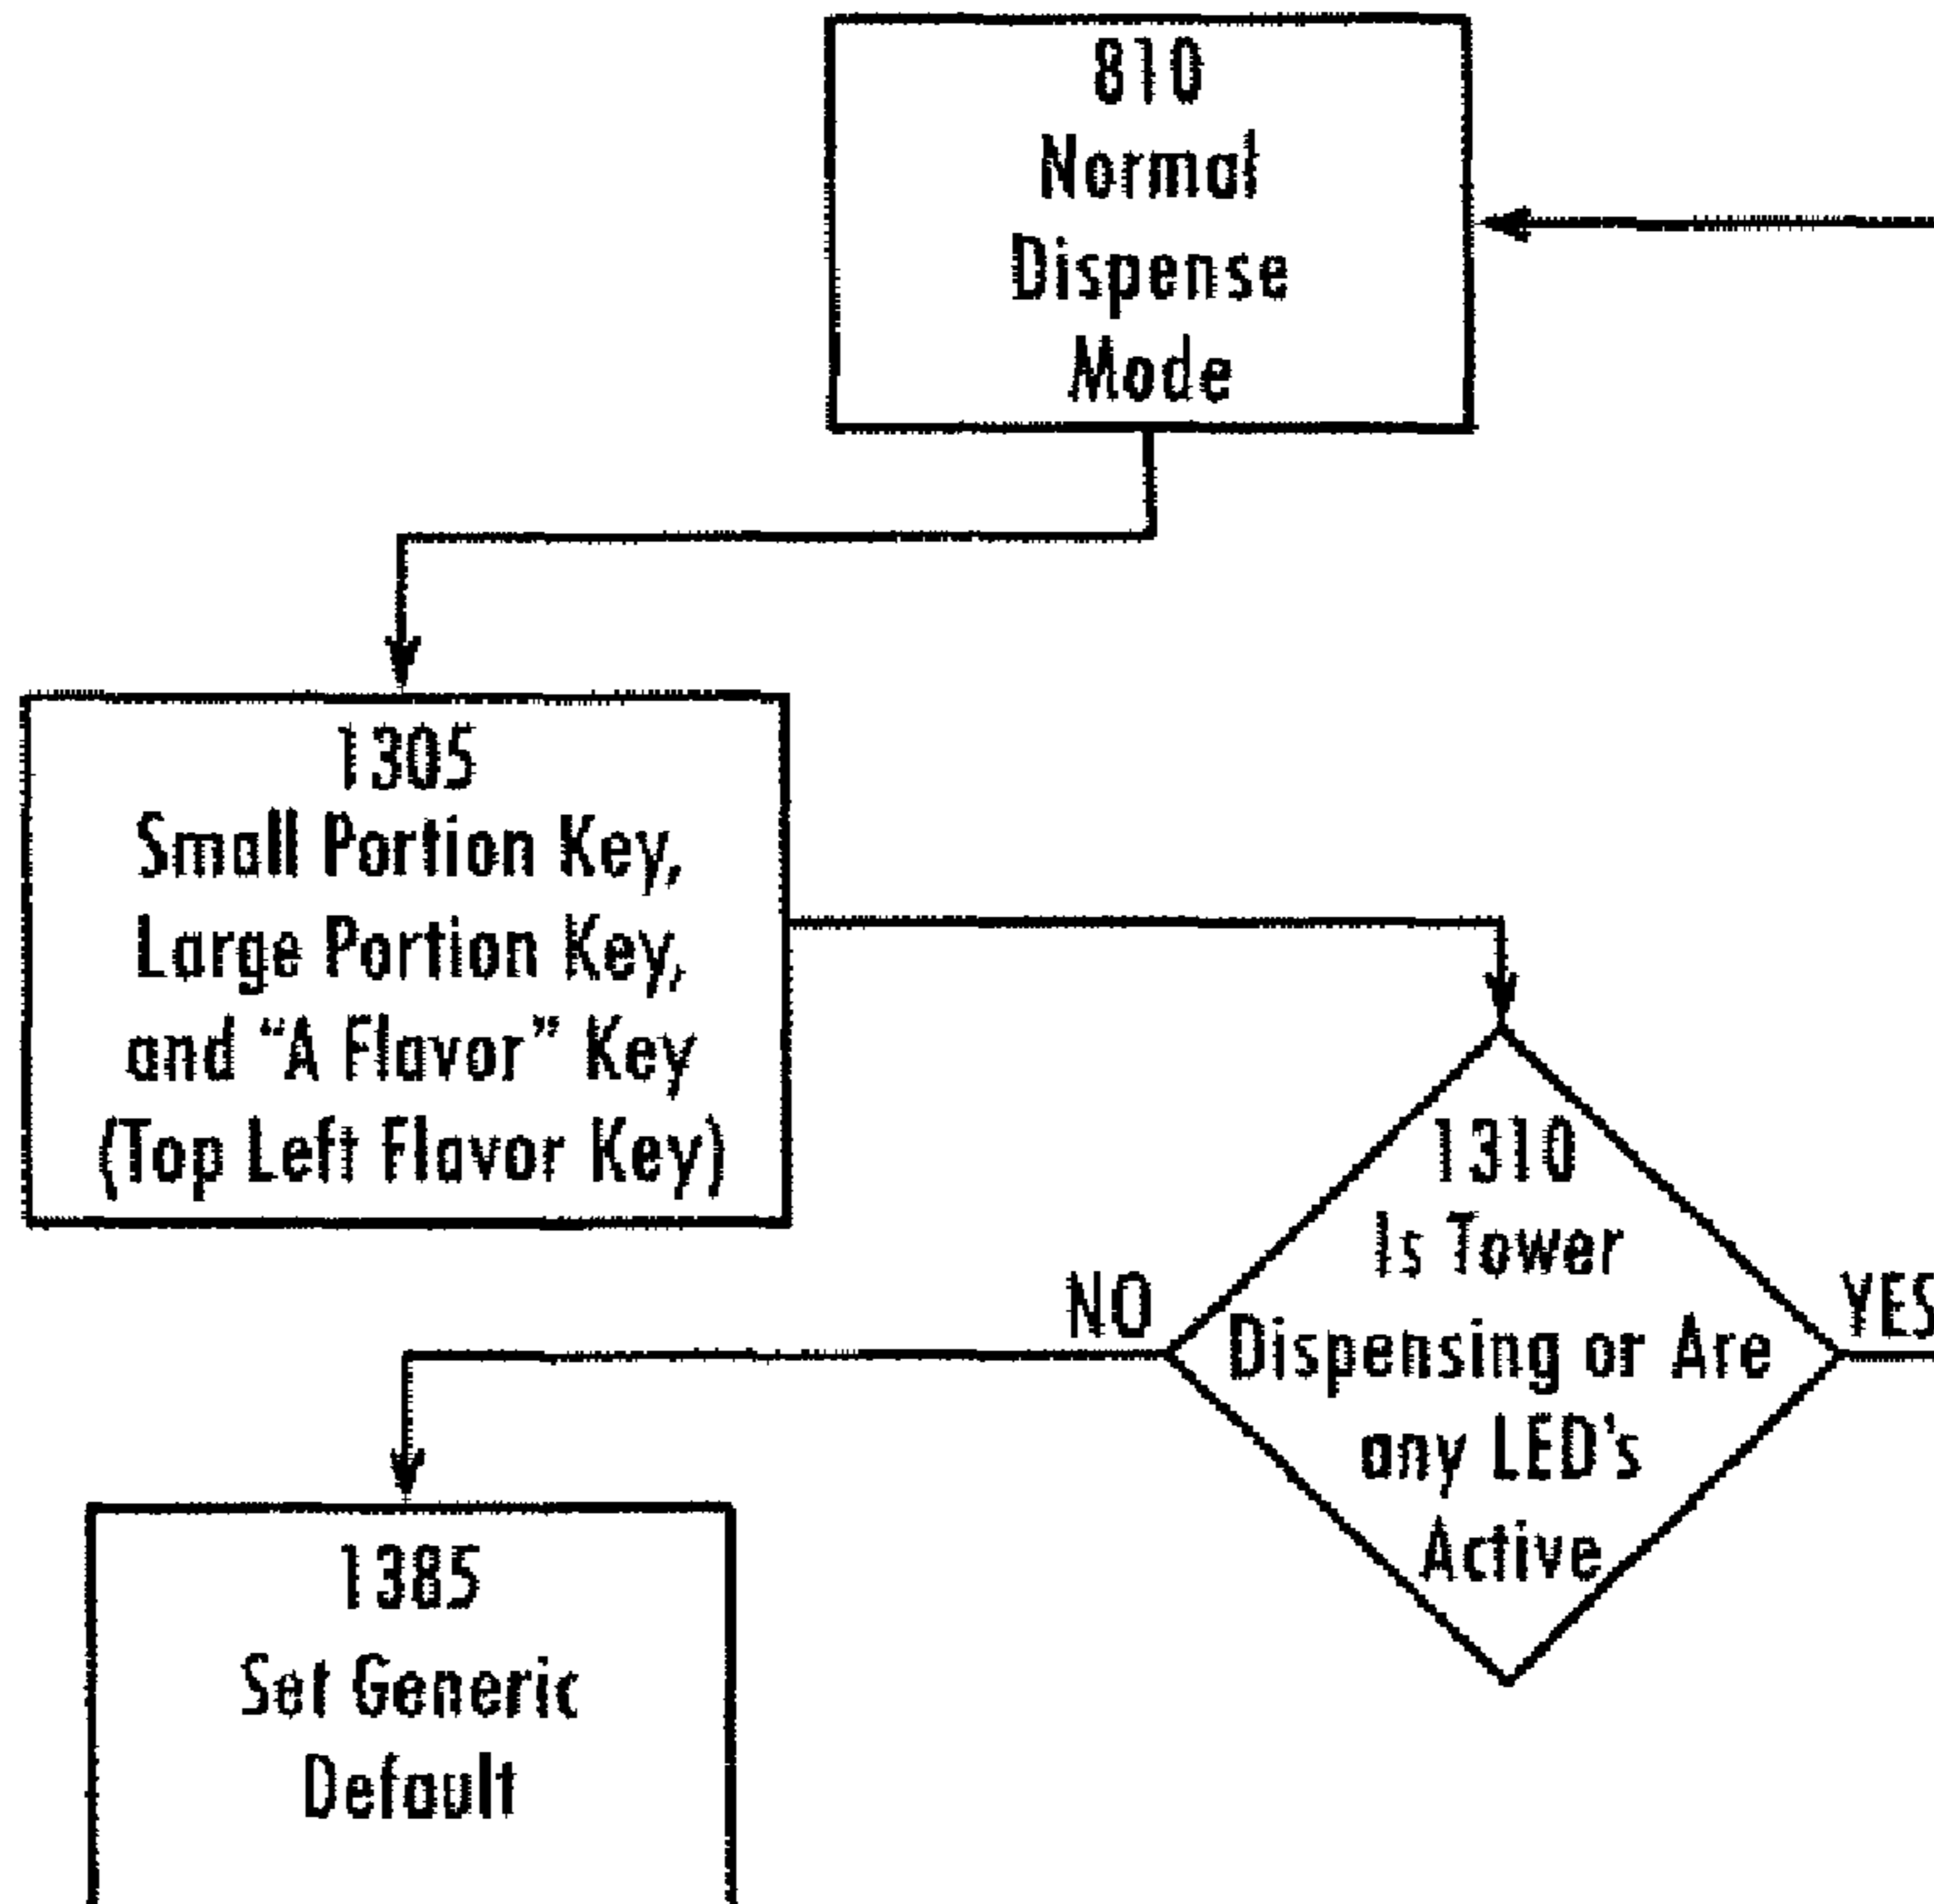 810
Normal
Dispense
Mode
1305
Small Portion Key,
Large Portion Key,
and “A Flavor” Key
(Top Left Flavor Key)
1310
Is Tower
Dispensing or Are
any LED's
Active
NO
YES
1385
Set Generic
Default